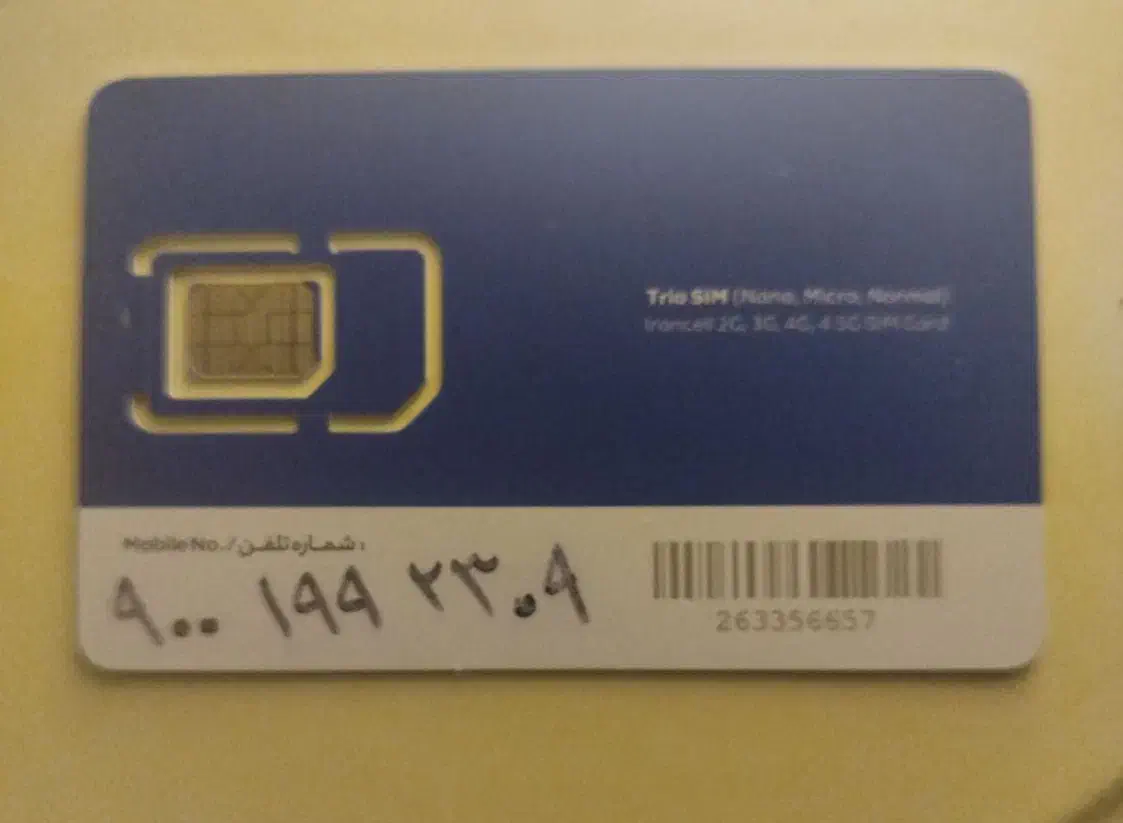 Trio SIM (Nano, Micro, Normal)
Irancell 2G, 3G, 4G, 4.5G SIM Card
Mobile No./شماره تلفن:
۹۰۰ ۱۹۹ ۲۳۰۹
263356657